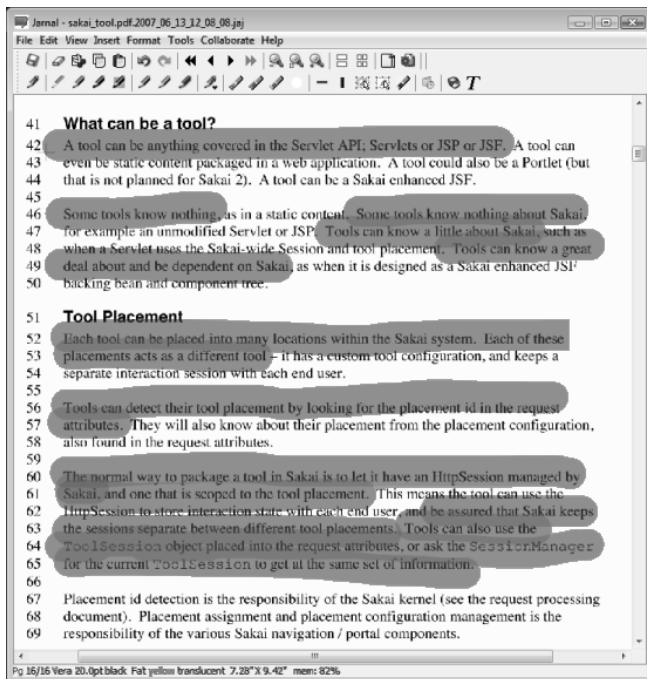 Jarnal - sakai_tool.pdf.2007_06_13_12_08_08.jaj
File Edit View Insert Format Tools Collaborate Help
T
41 What can be a tool?
42 A tool can be anything covered in the Servlet API; Servlets or JSP or JSF. A tool can
43 even be static content packaged in a web application. A tool could also be a Portlet (but
44 that is not planned for Sakai 2). A tool can be a Sakai enhanced JSF.
45
46 Some tools know nothing, as in a static content. Some tools know nothing about Sakai,
47 for example an unmodified Servlet or JSP. Tools can know a little about Sakai, such as
48 when a Servlet uses the Sakai-wide Session and tool placement. Tools can know a great
49 deal about and be dependent on Sakai, as when it is designed as a Sakai enhanced JSF
50 backing bean and component tree.
51 Tool Placement
52 Each tool can be placed into many locations within the Sakai system. Each of these
53 placements acts as a different tool – it has a custom tool configuration, and keeps a
54 separate interaction session with each end user.
55
56 Tools can detect their tool placement by looking for the placement id in the request
57 attributes. They will also know about their placement from the placement configuration,
58 also found in the request attributes.
59
60 The normal way to package a tool in Sakai is to let it have an HttpSession managed by
61 Sakai, and one that is scoped to the tool placement. This means the tool can use the
62 HttpSession to store interaction state with each end user, and be assured that Sakai keeps
63 the sessions separate between different tool placements. Tools can also use the
64 ToolSession object placed into the request attributes, or ask the SessionManager
65 for the current ToolSession to get at the same set of information.
66
67 Placement id detection is the responsibility of the Sakai kernel (see the request processing
68 document). Placement assignment and placement configuration management is the
69 responsibility of the various Sakai navigation / portal components.
Pg 16/16 Vera 20.0pt black Fat yellow translucent 7.28"X 9.42" mem: 82%